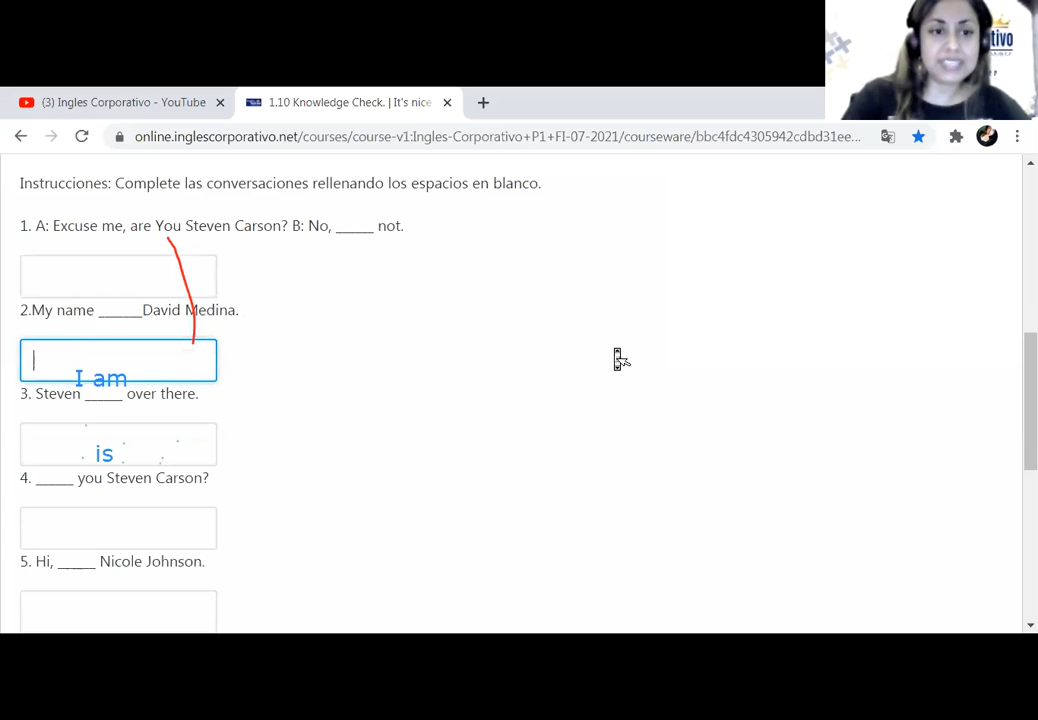 tivo
(3) Ingles Corporativo - YouTube
1.10 Knowledge Check. | It's nice
online.inglescorporativo.net/courses/course-v1:Ingles-Corporativo+P1+FI-07-2021/courseware/bbc4fdc4305942cdbd31ee...
Instrucciones: Complete las conversaciones rellenando los espacios en blanco.
1. A: Excuse me, are You Steven Carson? B: No, _____ not.
2.My name ______David Medina.
I am
3. Steven _____ over there.
is
4. _____ you Steven Carson?
5. Hi, _____ Nicole Johnson.